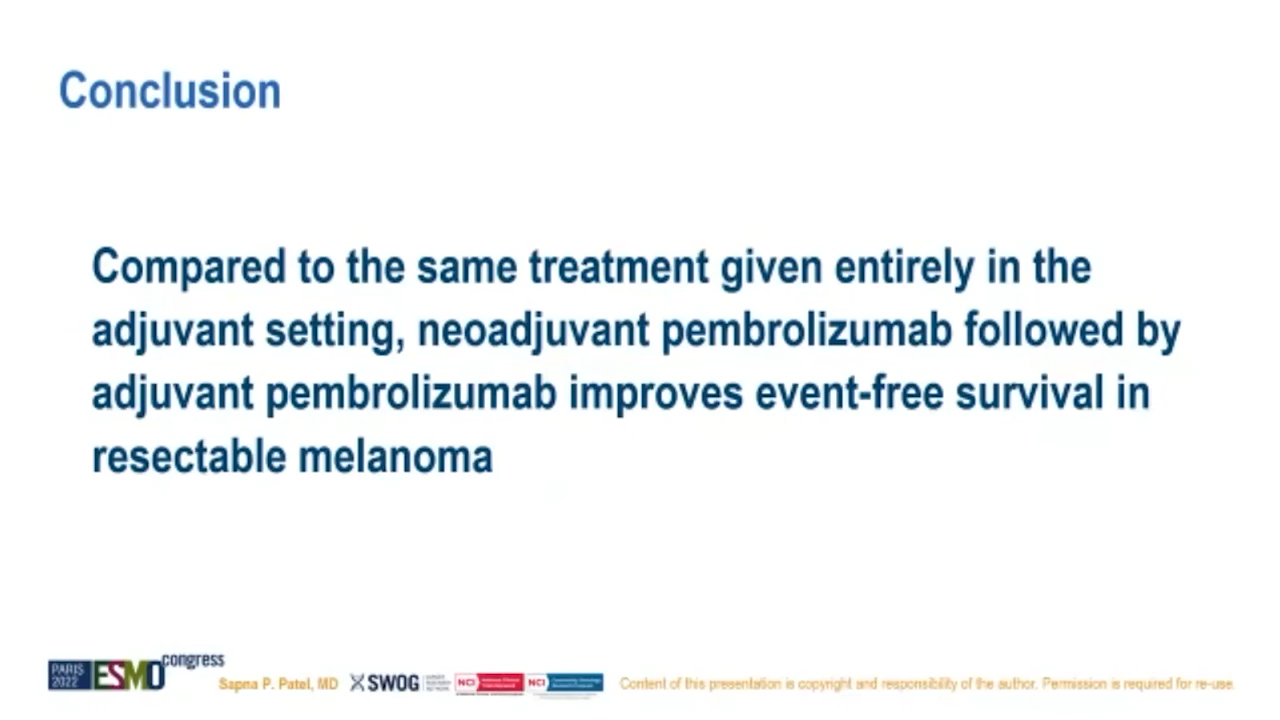 Conclusion
Compared to the same treatment given entirely in the
adjuvant setting, neoadjuvant pembrolizumab followed by
adjuvant pembrolizumab improves event-free survival in
resectable melanoma
PARIS
2022
ESMO congress
Sapna P. Patel, MD
SWOG
NCI
NCI
Content of this presentation is copyright and responsibility of the author. Permission is required for re-use.